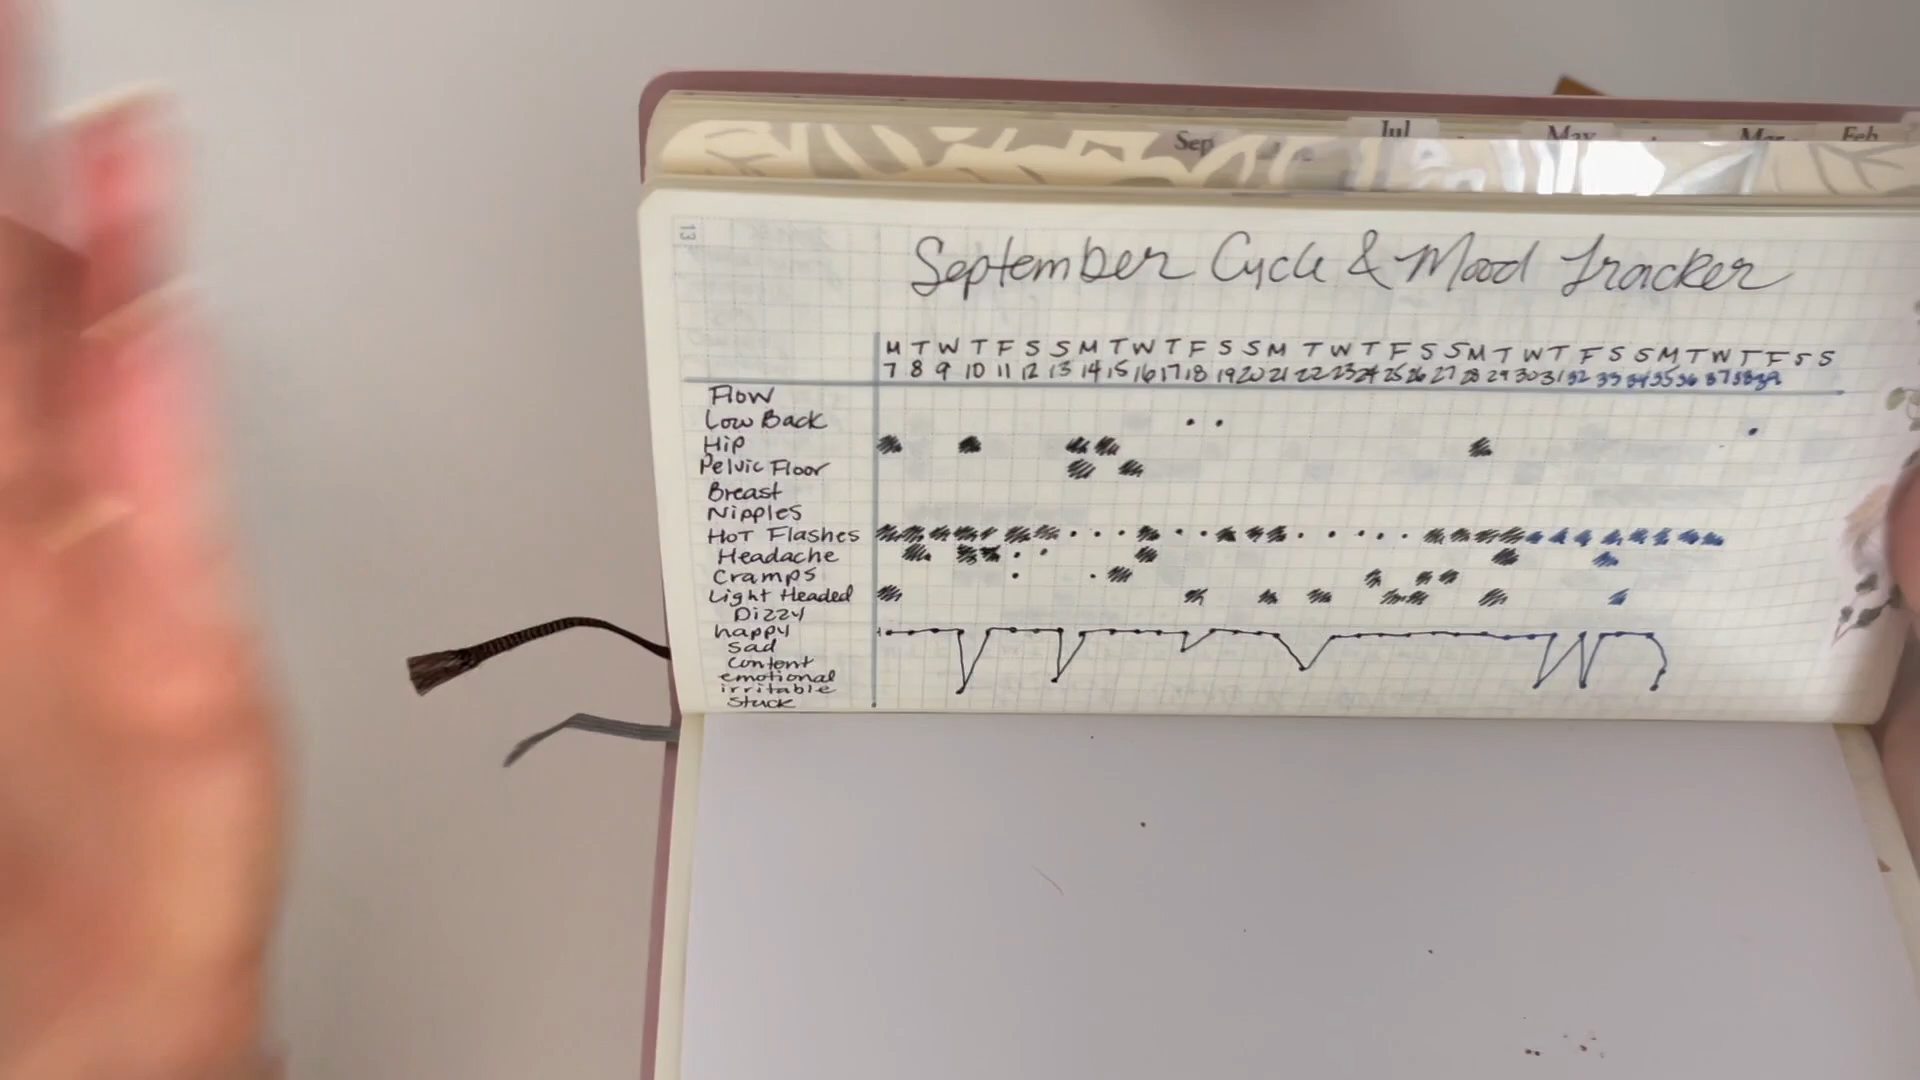 Sep Jul May Mar Feb
13
September Cycle & Mood Tracker
M T W T F S S M T W T F S S M T W T F S S M T W T F S S M T W T F S S
7 8 9 10 11 12 13 14 15 16 17 18 19 20 21 22 23 24 25 26 27 28 29 30 31 32 33 34 35 36 37 38 39
Flow
Low Back
Hip
Pelvic Floor
Breast
Nipples
Hot Flashes
Headache
Cramps
Light Headed
Dizzy
happy
sad
content
emotional
irritable
stuck